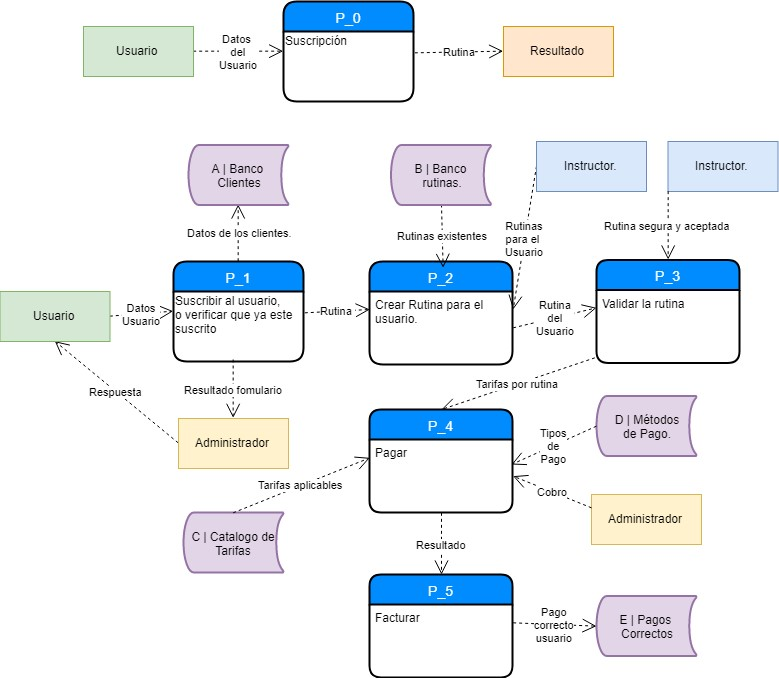 P_0
Suscripción
Usuario
Datos
del
Usuario
Rutina
Resultado
A | Banco
Clientes
B | Banco
rutinas.
Instructor.
Instructor.
Datos de los clientes.
Rutinas existentes
Rutinas
para el
Usuario
Rutina segura y aceptada
P_1
Suscribir al usuario,
o verificar que ya este
suscrito
P_2
Crear Rutina para el
usuario.
P_3
Validar la rutina
Usuario
Datos
Usuario
Rutina
Rutina
del
Usuario
Respuesta
Resultado fomulario
Administrador
Tarifas por rutina
P_4
Pagar
Tipos
de
Pago
D | Métodos
de Pago.
Tarifas aplicables
Cobro
Administrador
C | Catalogo de
Tarifas
Resultado
P_5
Facturar
Pago
correcto
usuario
E | Pagos
Correctos